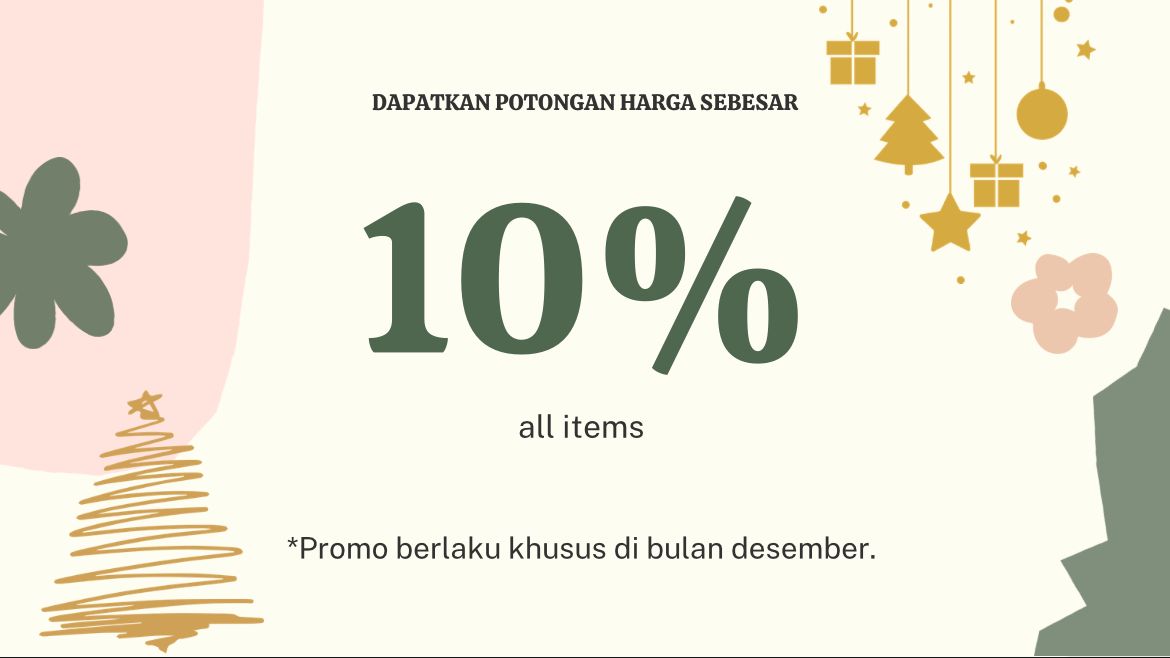 DAPATKAN POTONGAN HARGA SEBESAR
10%
all items
*Promo berlaku khusus di bulan desember.